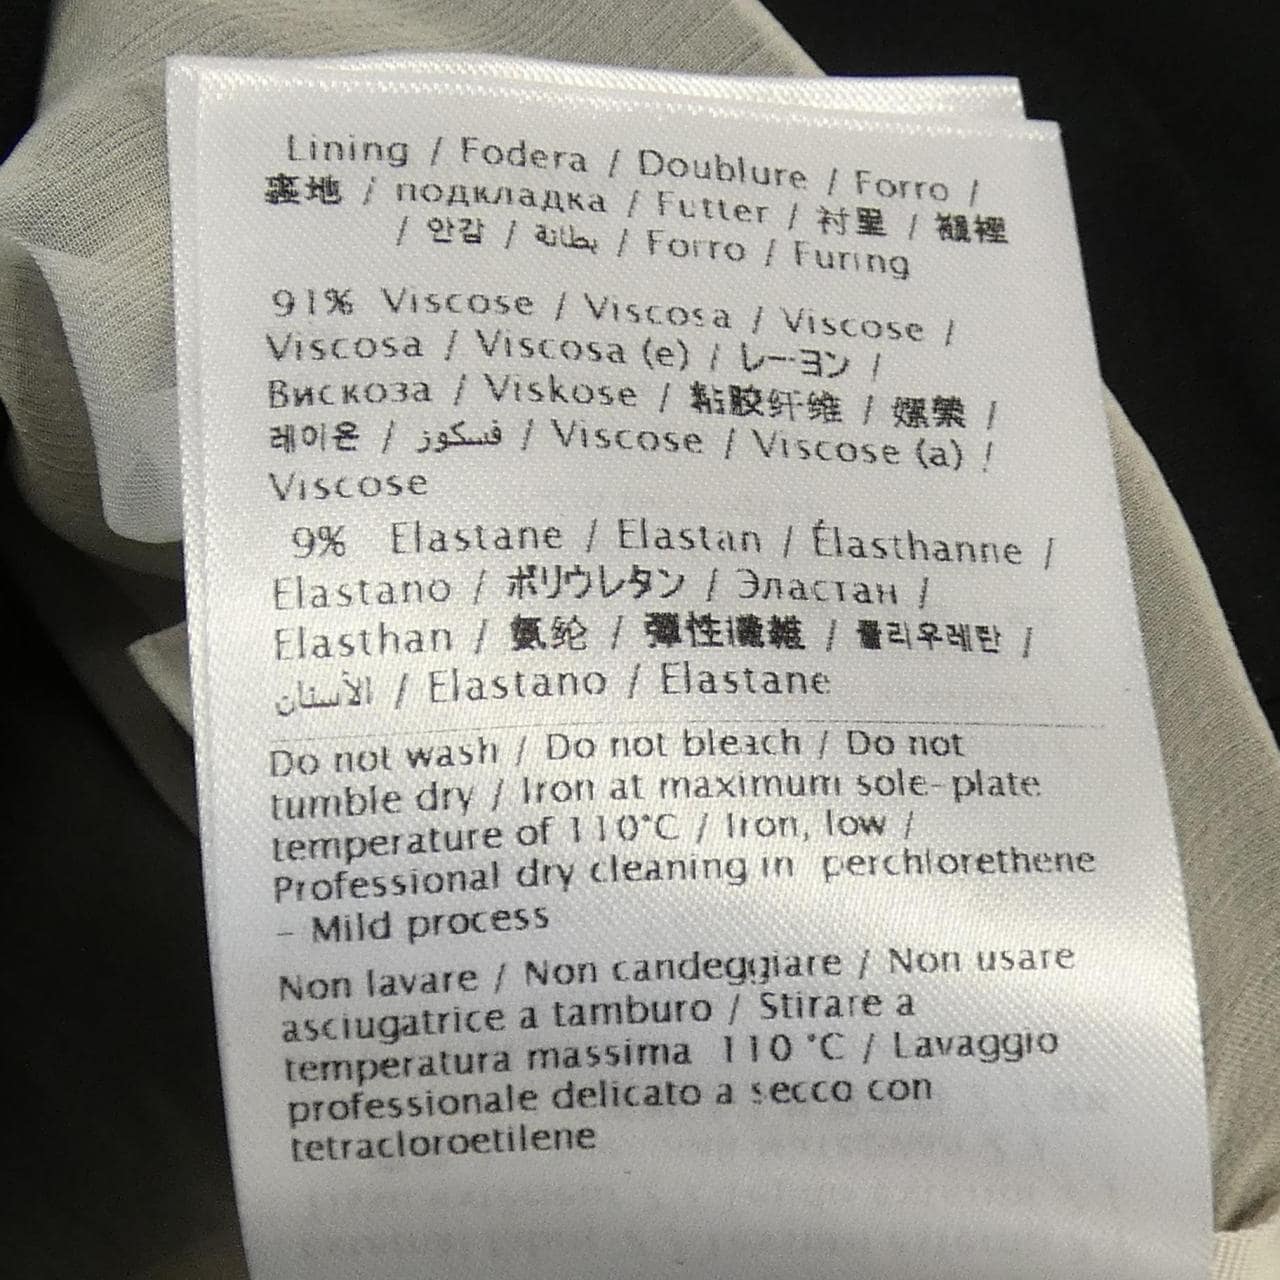 Lining / Fodera / Doublure / Forro /
裏地 / подкладка / Futter / 衬里 / 襯裡
/ 안감 / بطانة / Forro / Furing
91% Viscose / Viscosa / Viscose /
Viscosa / Viscosa (e) / レーヨン /
Вискоза / Viskose / 粘胶纤维 / 嫘縈 /
레이온 / فسكوز / Viscose / Viscose (a) /
Viscose
9% Elastane / Elastan / Élasthanne /
Elastano / ポリウレタン / Эластан /
Elasthan / 氨纶 / 彈性纖維 / 폴리우레탄 /
الأستان / Elastano / Elastane
Do not wash / Do not bleach / Do not
tumble dry / Iron at maximum sole-plate
temperature of 110°C / Iron, low /
Professional dry cleaning in perchlorethene
– Mild process
Non lavare / Non candeggiare / Non usare
asciugatrice a tamburo / Stirare a
temperatura massima 110 °C / Lavaggio
professionale delicato a secco con
tetracloroetilene